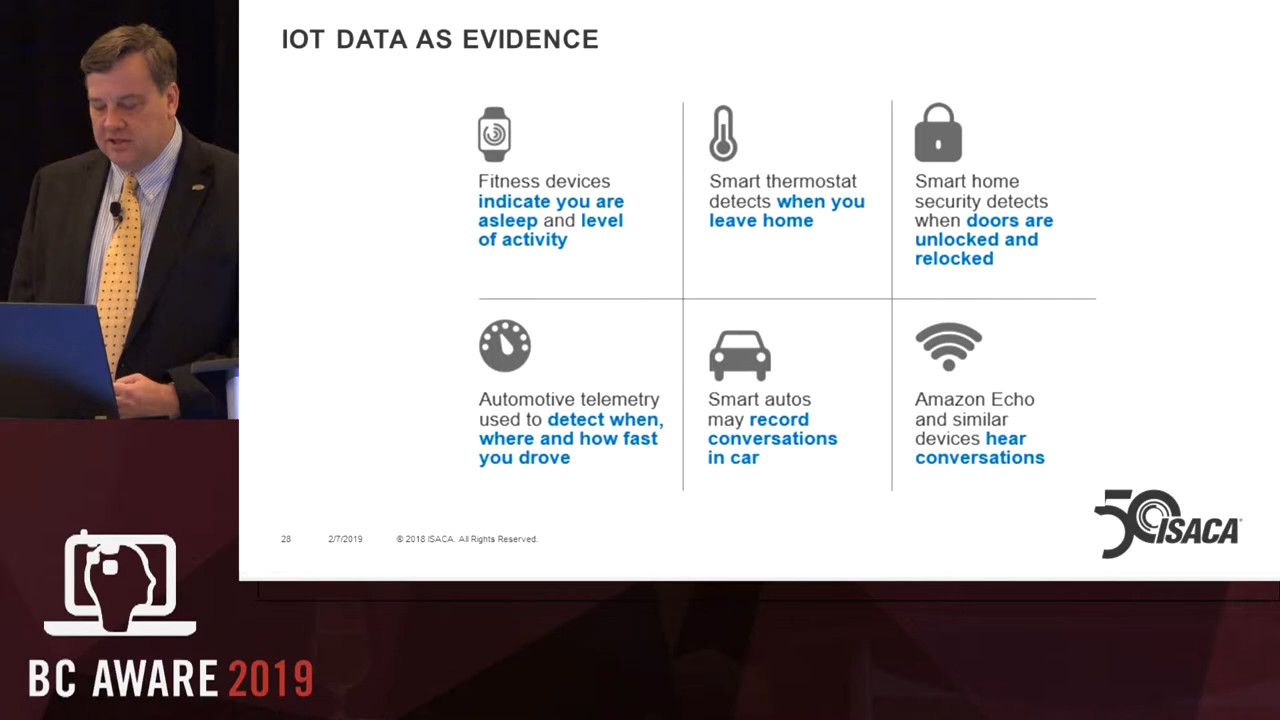 IOT DATA AS EVIDENCE
Fitness devices
indicate you are
asleep and level
of activity
Smart thermostat
detects when you
leave home
Smart home
security detects
when doors are
unlocked and
relocked
Automotive telemetry
used to detect when,
where and how fast
you drove
Smart autos
may record
conversations
in car
Amazon Echo
and similar
devices hear
conversations
28 2/7/2019 © 2018 ISACA. All Rights Reserved.
50 ISACA®
BC AWARE 2019